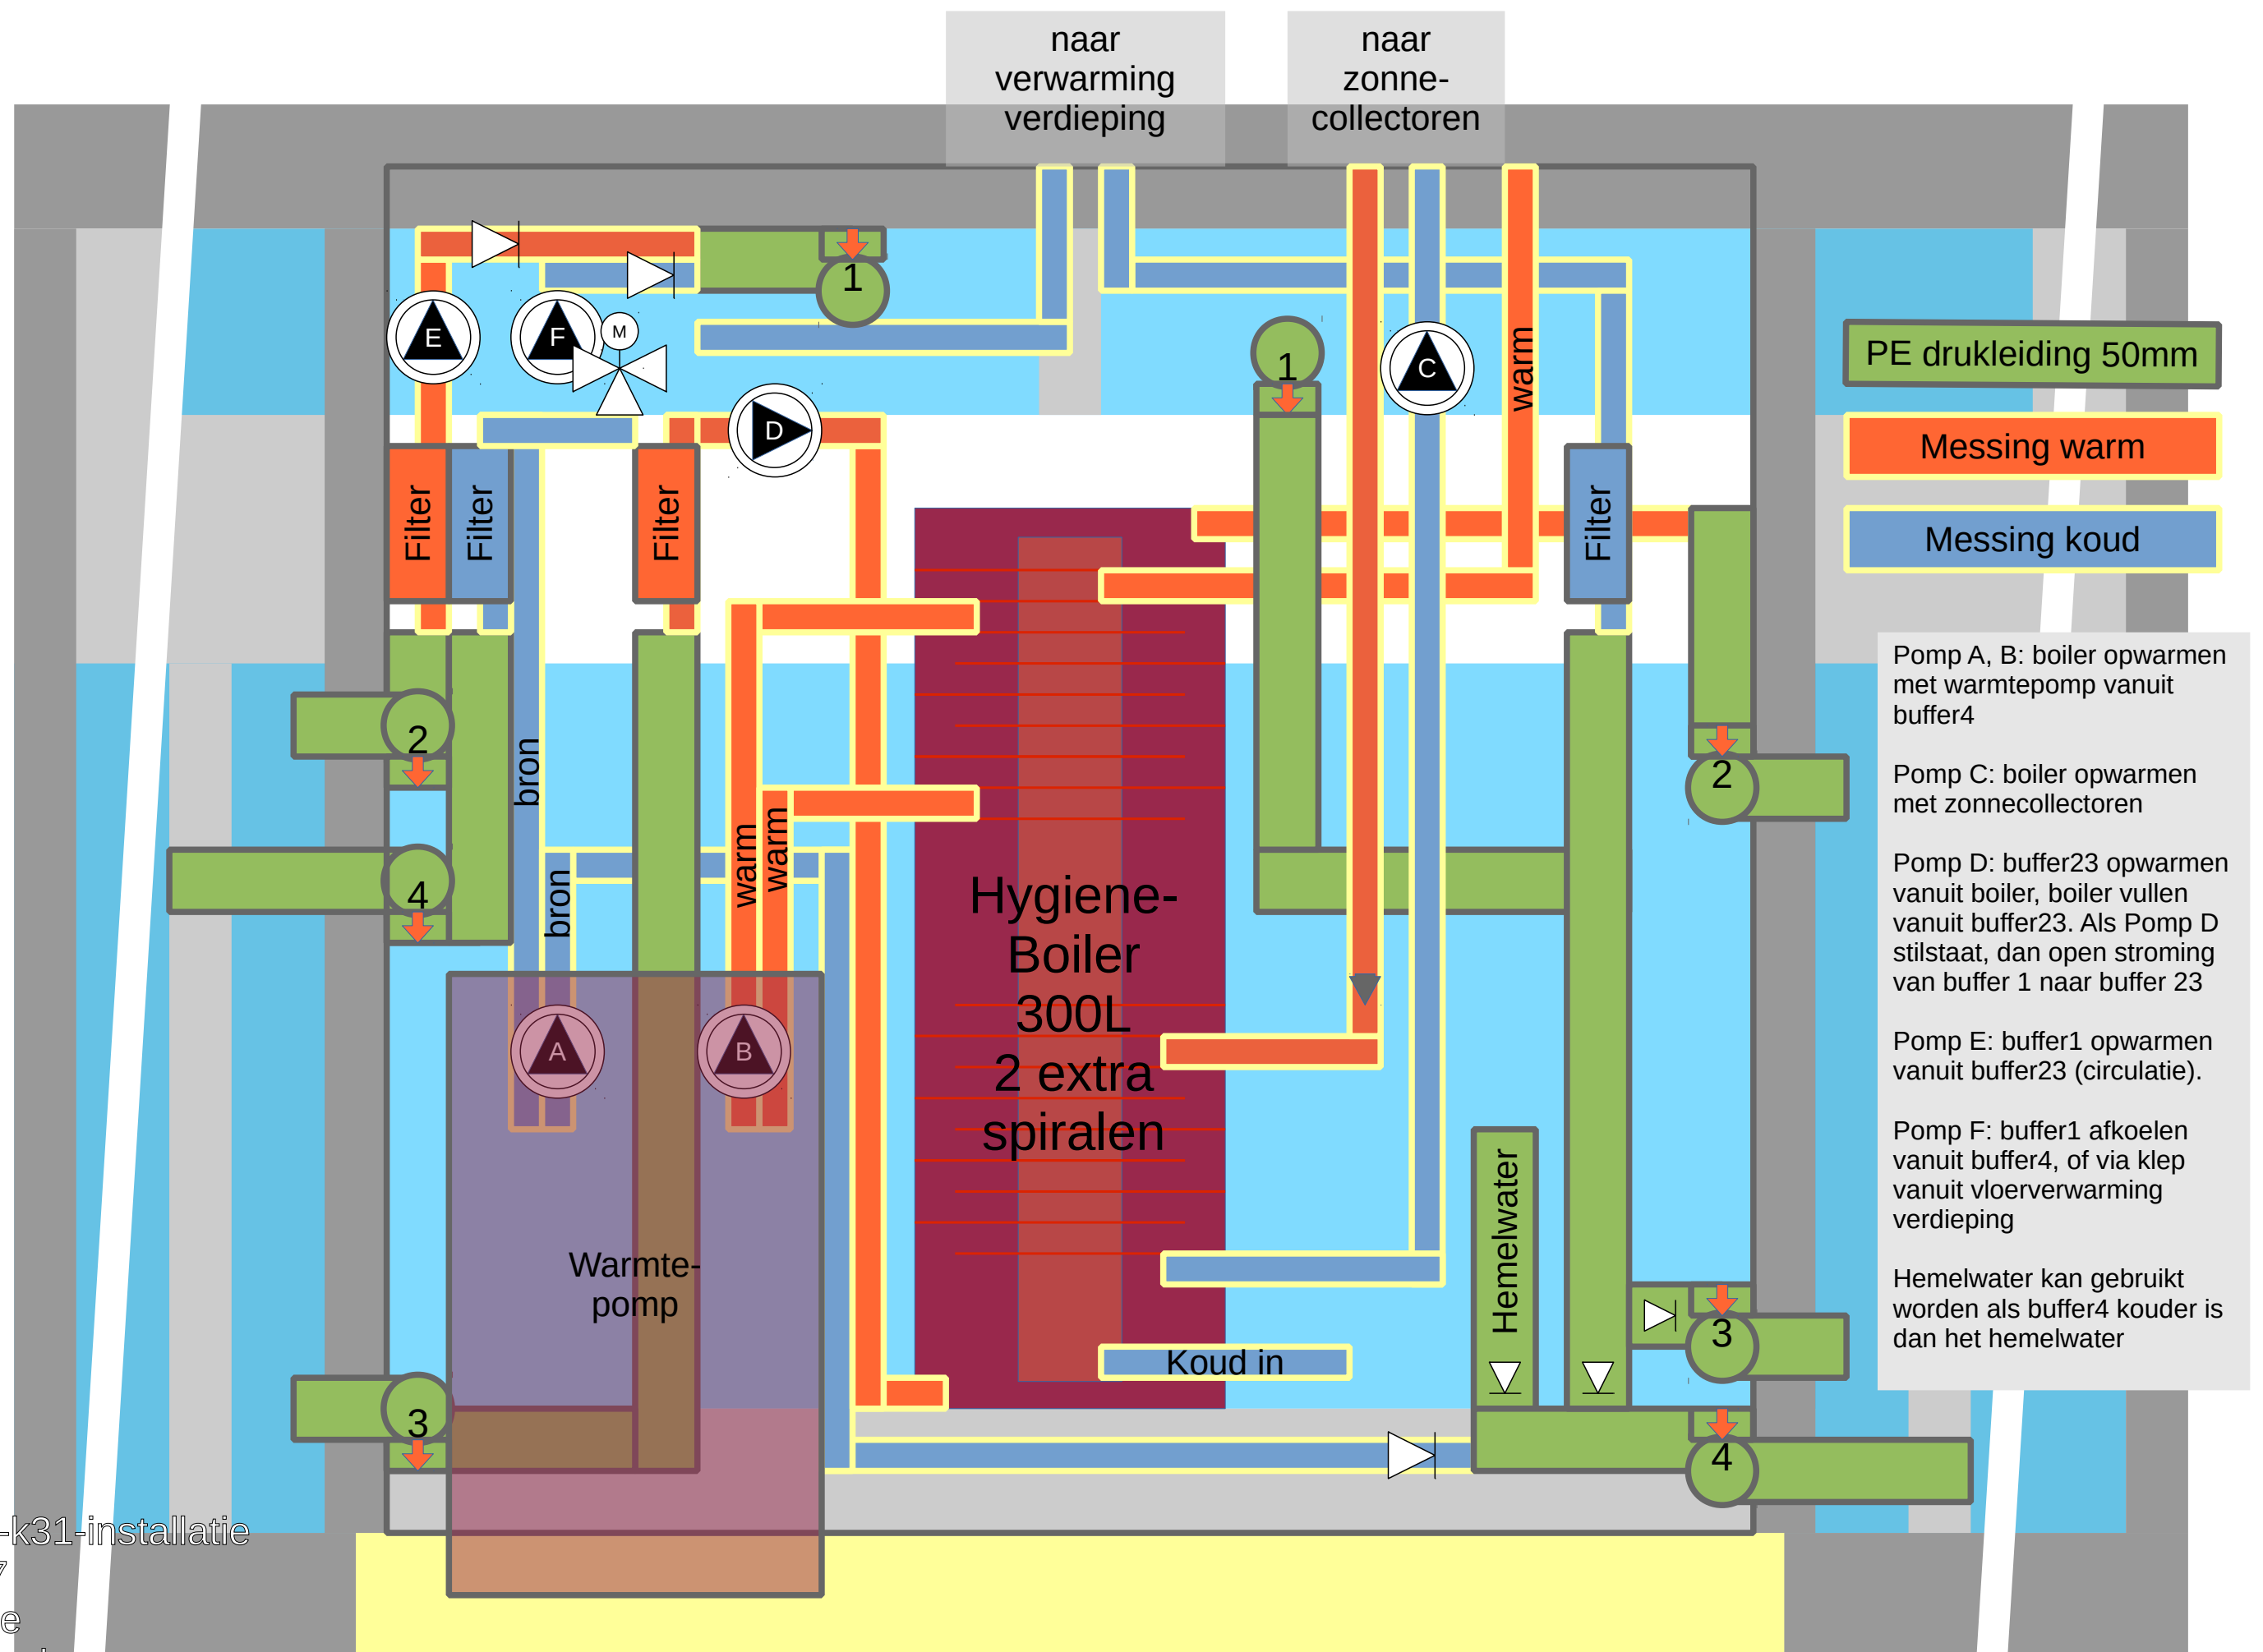 naar
verwarming
verdieping
naar
zonne-
collectoren
1
E
F
M
D
1
C
warm
PE drukleiding 50mm
Messing warm
Messing koud
Filter
Filter
Filter
Filter
2
4
bron
bron
warm
warm
2
Hygiene-
Boiler
300L
2 extra
spiralen
A
B
Warmte-
pomp
Koud in
Hemelwater
3
3
4
Pomp A, B: boiler opwarmen
met warmtepomp vanuit
buffer4
Pomp C: boiler opwarmen
met zonnecollectoren
Pomp D: buffer23 opwarmen
vanuit boiler, boiler vullen
vanuit buffer23. Als Pomp D
stilstaat, dan open stroming
van buffer 1 naar buffer 23
Pomp E: buffer1 opwarmen
vanuit buffer23 (circulatie).
Pomp F: buffer1 afkoelen
vanuit buffer4, of via klep
vanuit vloerverwarming
verdieping
Hemelwater kan gebruikt
worden als buffer4 kouder is
dan het hemelwater
-k31-installatie
e